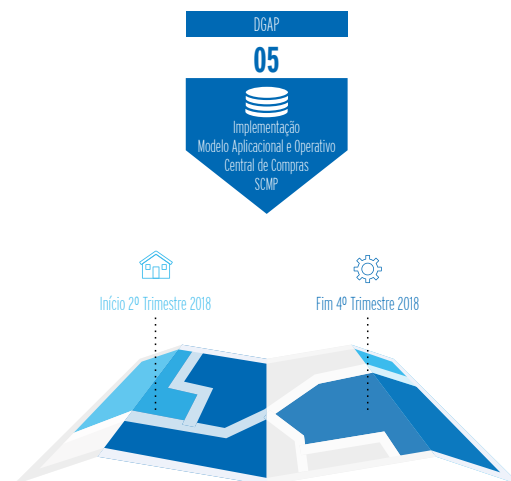 DGAP
05
Implementação
Modelo Aplicacional e Operativo
Central de Compras
SCMP
Início 2º Trimestre 2018
Fim 4º Trimestre 2018